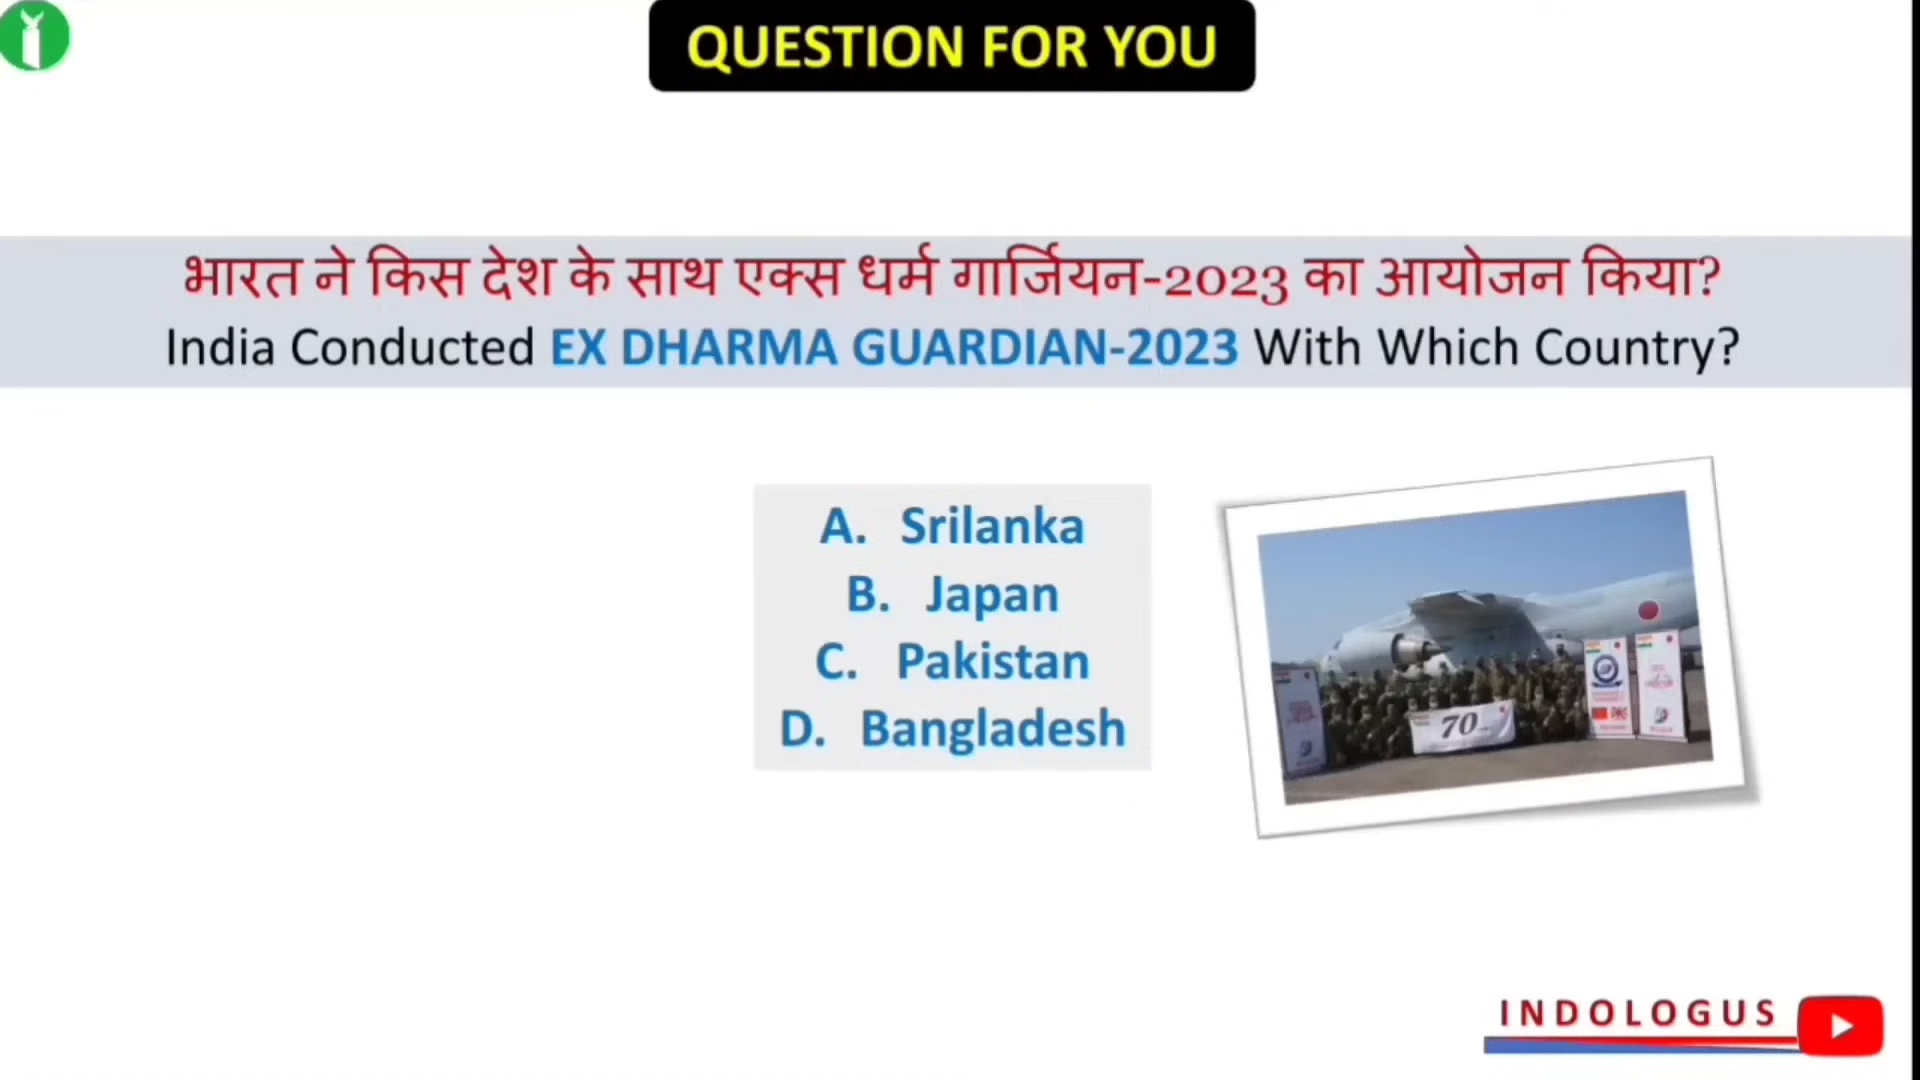 QUESTION FOR YOU
भारत ने किस देश के साथ एक्स धर्म गार्जियन-2023 का आयोजन किया?
India Conducted EX DHARMA GUARDIAN-2023 With Which Country?
A. Srilanka
B. Japan
C. Pakistan
D. Bangladesh
70
INDOLOGUS